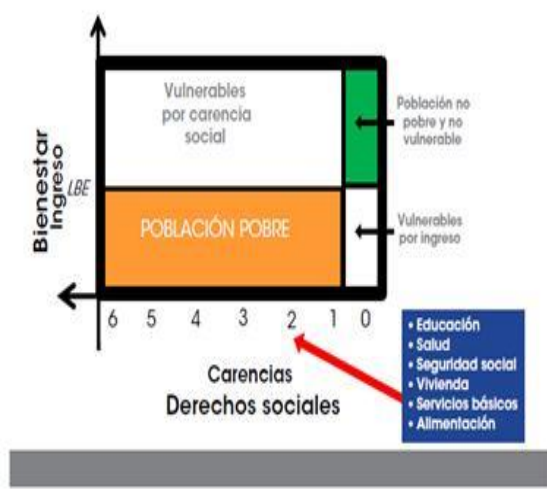 Vulnerables
por carencia
social
Población no
pobre y no
vulnerable
Bienestar
Ingreso
LBE
POBLACIÓN POBRE
Vulnerables
por ingreso
6 5 4 3 2 1 0
• Educación
• Salud
• Seguridad social
• Vivienda
• Servicios básicos
• Alimentación
Carencias
Derechos sociales